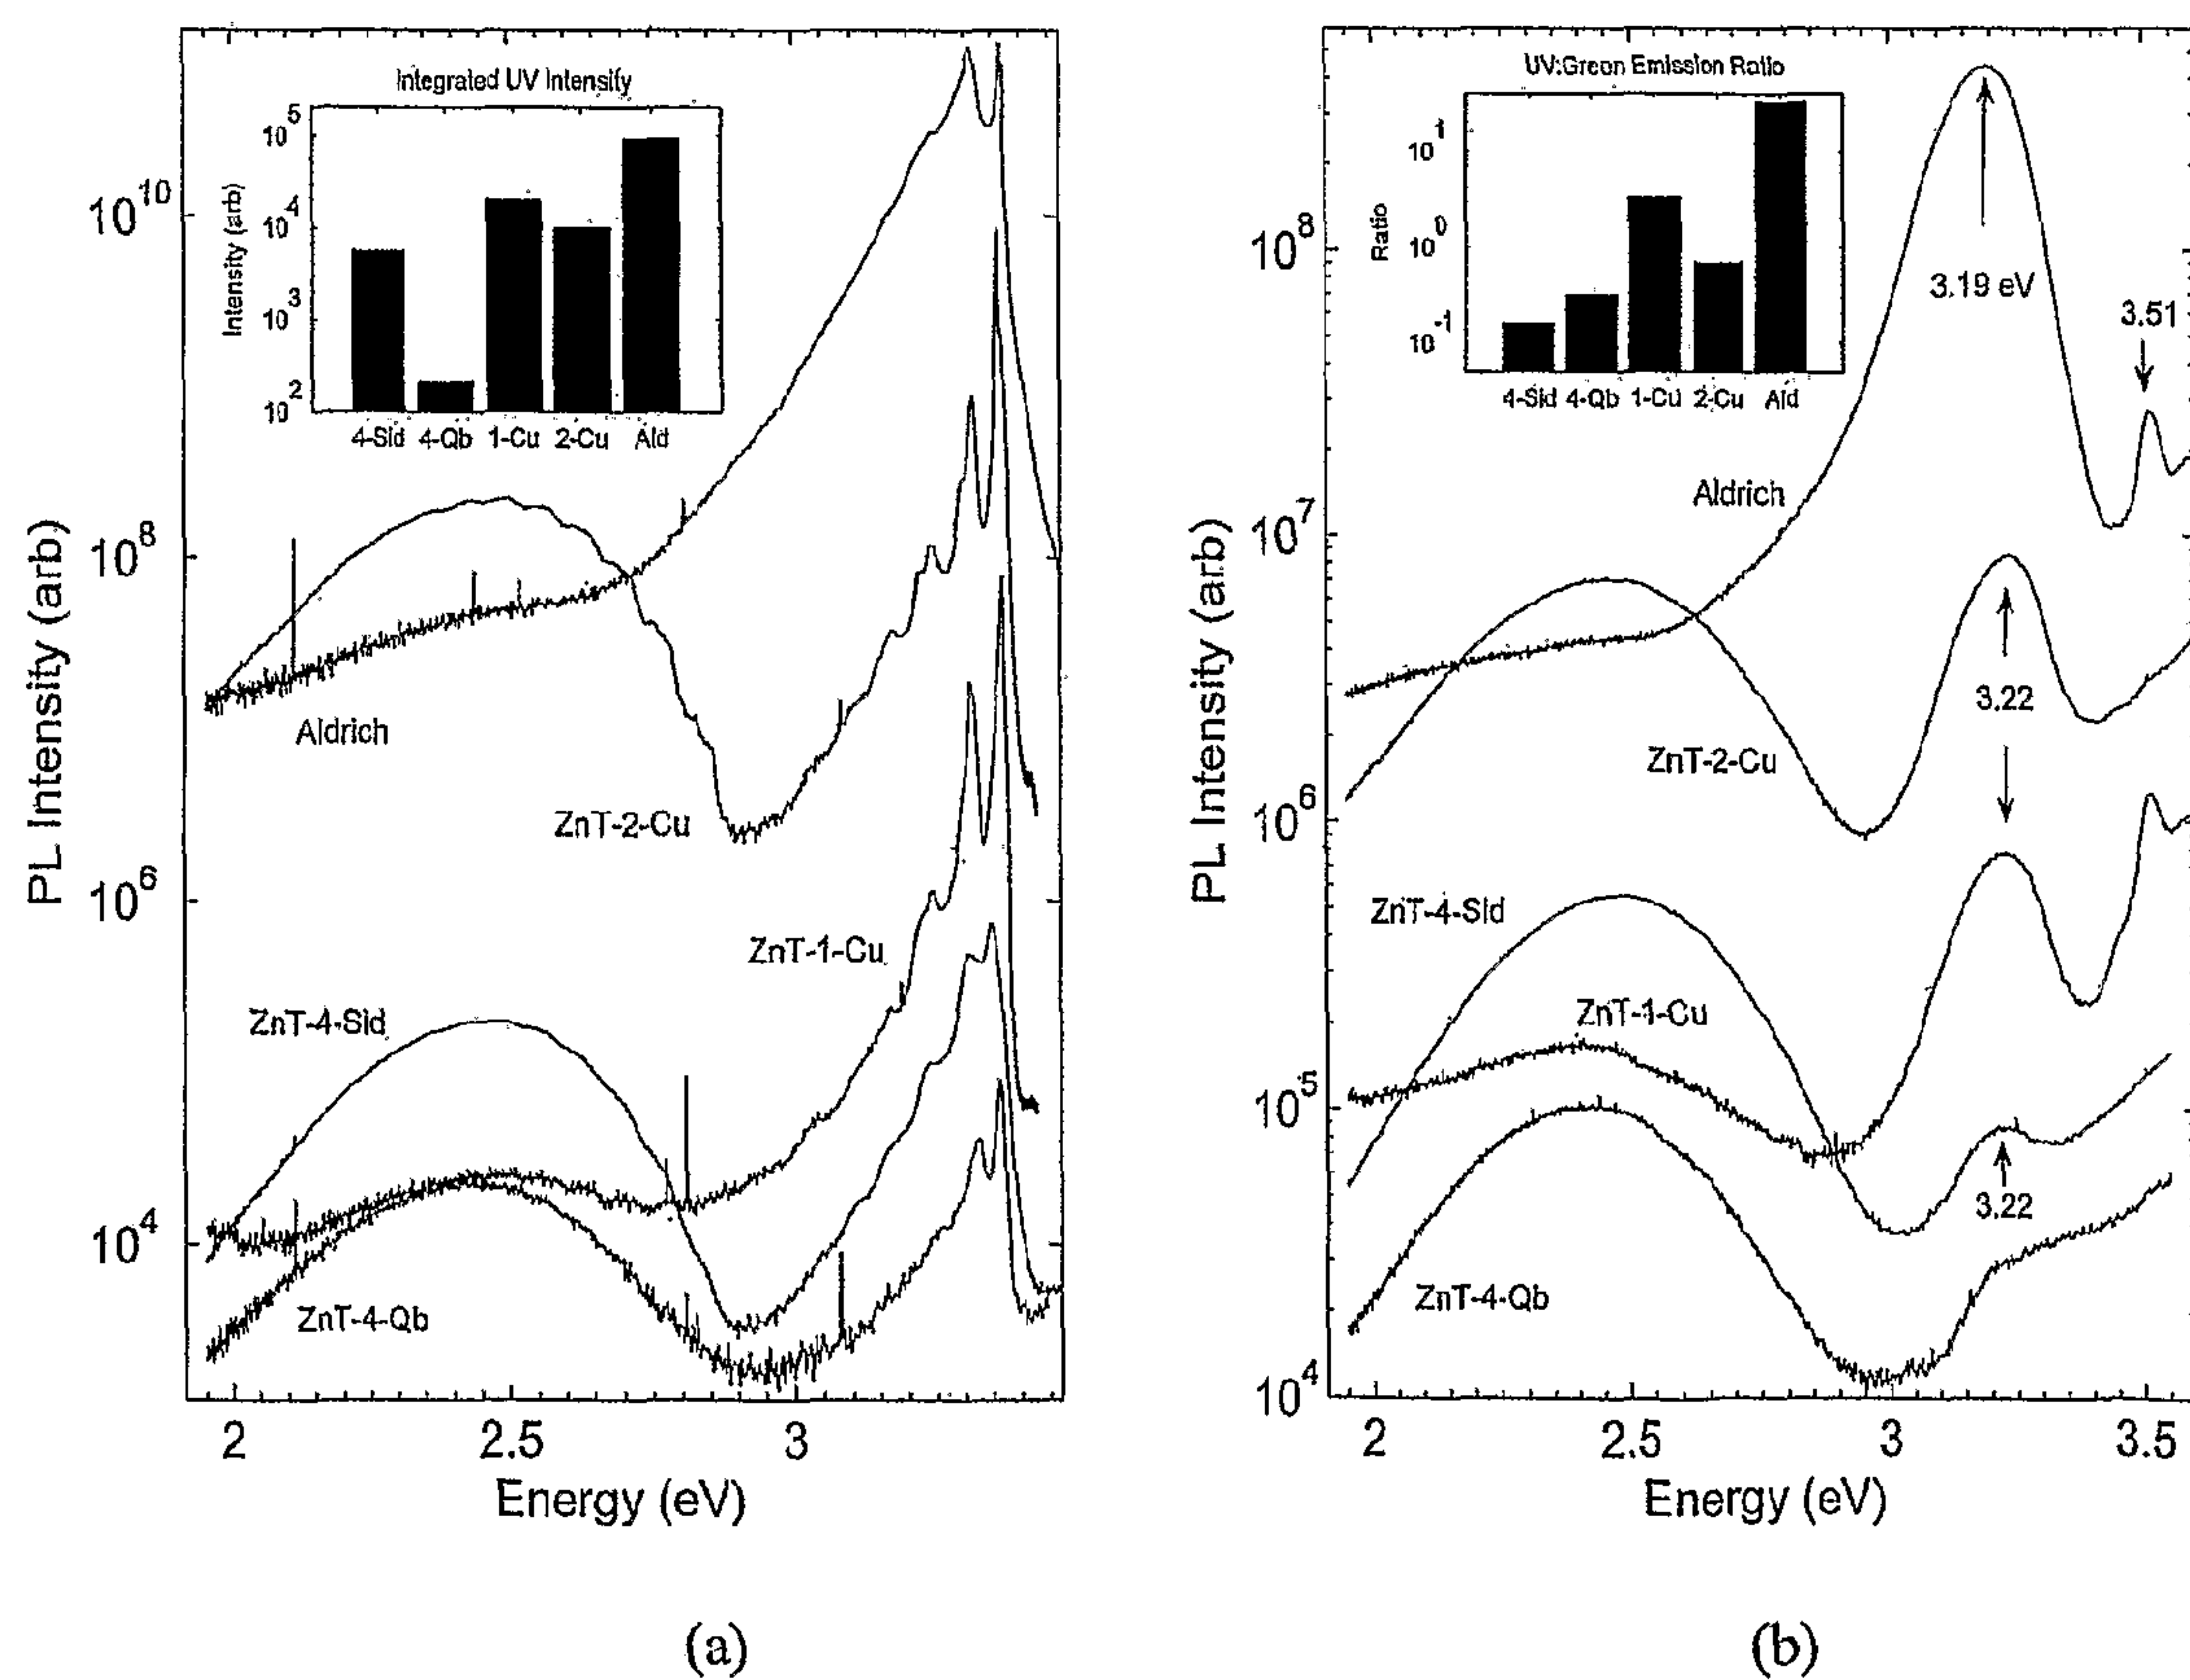 Integrated UV Intensity
Intensity (arb)
10^5
10^4
10^3
10^2
4-Sld 4-Qb 1-Cu 2-Cu Ald
PL Intensity (arb)
10^10
10^8
10^6
10^4
Aldrich
ZnT-2-Cu
ZnT-1-Cu
ZnT-4-Sld
ZnT-4-Qb
2 2.5 3
Energy (eV)
(a)
UV:Green Emission Ratio
Ratio
10^1
10^0
10^-1
4-Sld 4-Qb 1-Cu 2-Cu Ald
PL Intensity (arb)
10^8
10^7
10^6
10^5
10^4
3.19 eV
3.51
Aldrich
3.22
ZnT-2-Cu
ZnT-4-Sld
ZnT-1-Cu
3.22
ZnT-4-Qb
2 2.5 3 3.5
Energy (eV)
(b)